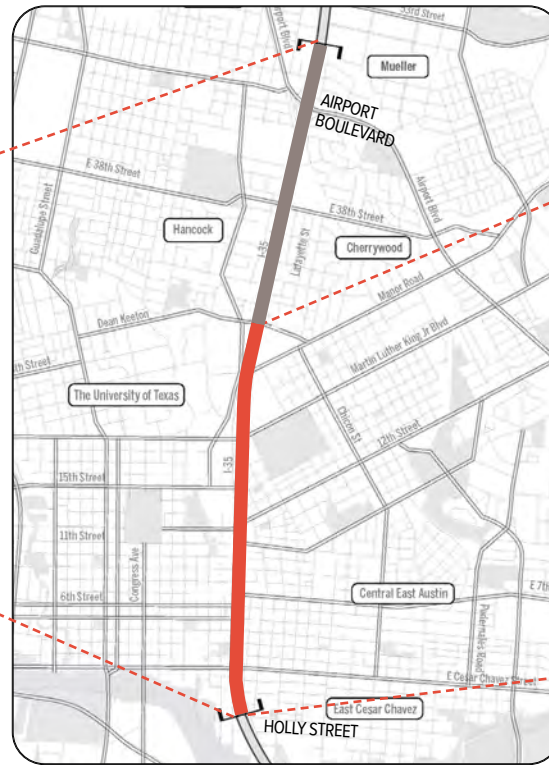 53rd Street
Airport Blvd
Mueller
AIRPORT
BOULEVARD
E 38th Street
Airport Blvd
Guadalupe Street
E 38th Street
Hancock
Lafayette St
I-35
Cherrywood
Manor Road
Dean Keeton
Martin Luther King Jr Blvd
th Street
The University of Texas
Chicon St
12th Street
I-35
15th Street
11th Street
Congress Ave
Central East Austin
E 7th
6th Street
Pedernales Road
E Cesar Chavez Street
East Cesar Chavez
HOLLY STREET